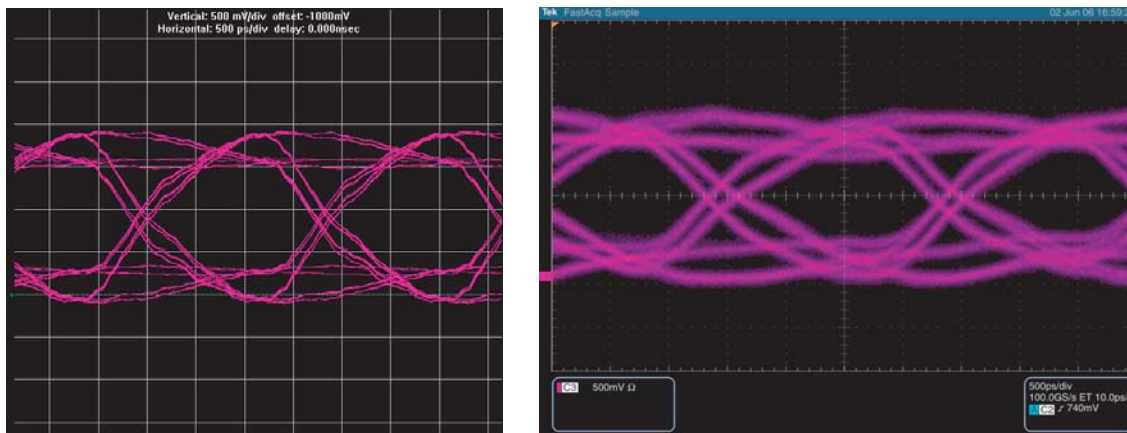 Vertical: 500 mV/div offset: -1000mV
Horizontal: 500 ps/div delay: 0.000nsec
Tek FastAcq Sample
02 Jun 06 16:59:2
C3 500mV Ω
500ps/div
100.0GS/s ET 10.0ps/
A C2 ƒ 740mV